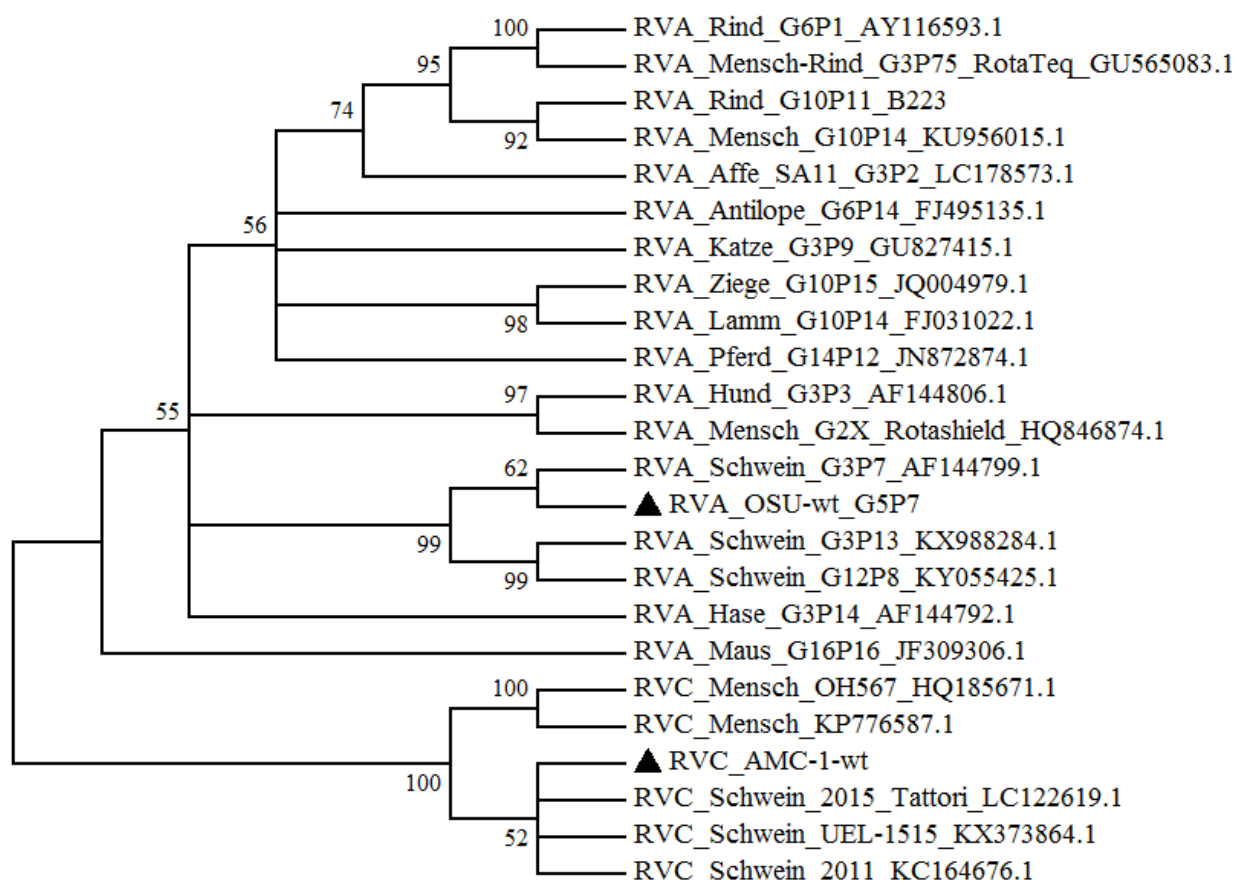 100
RVA_Rind_G6P1_AY116593.1
95
RVA_Mensch-Rind_G3P75_RotaTeq_GU565083.1
RVA_Rind_G10P11_B223
74
92
RVA_Mensch_G10P14_KU956015.1
RVA_Affe_SA11_G3P2_LC178573.1
RVA_Antilope_G6P14_FJ495135.1
56
RVA_Katze_G3P9_GU827415.1
RVA_Ziege_G10P15_JQ004979.1
98
RVA_Lamm_G10P14_FJ031022.1
RVA_Pferd_G14P12_JN872874.1
97
RVA_Hund_G3P3_AF144806.1
55
RVA_Mensch_G2X_Rotashield_HQ846874.1
62
RVA_Schwein_G3P7_AF144799.1
▲ RVA_OSU-wt_G5P7
99
RVA_Schwein_G3P13_KX988284.1
99
RVA_Schwein_G12P8_KY055425.1
RVA_Hase_G3P14_AF144792.1
RVA_Maus_G16P16_JF309306.1
100
RVC_Mensch_OH567_HQ185671.1
RVC_Mensch_KP776587.1
▲ RVC_AMC-1-wt
100
RVC_Schwein_2015_Tattori_LC122619.1
52
RVC_Schwein_UEL-1515_KX373864.1
RVC_Schwein_2011_KC164676.1